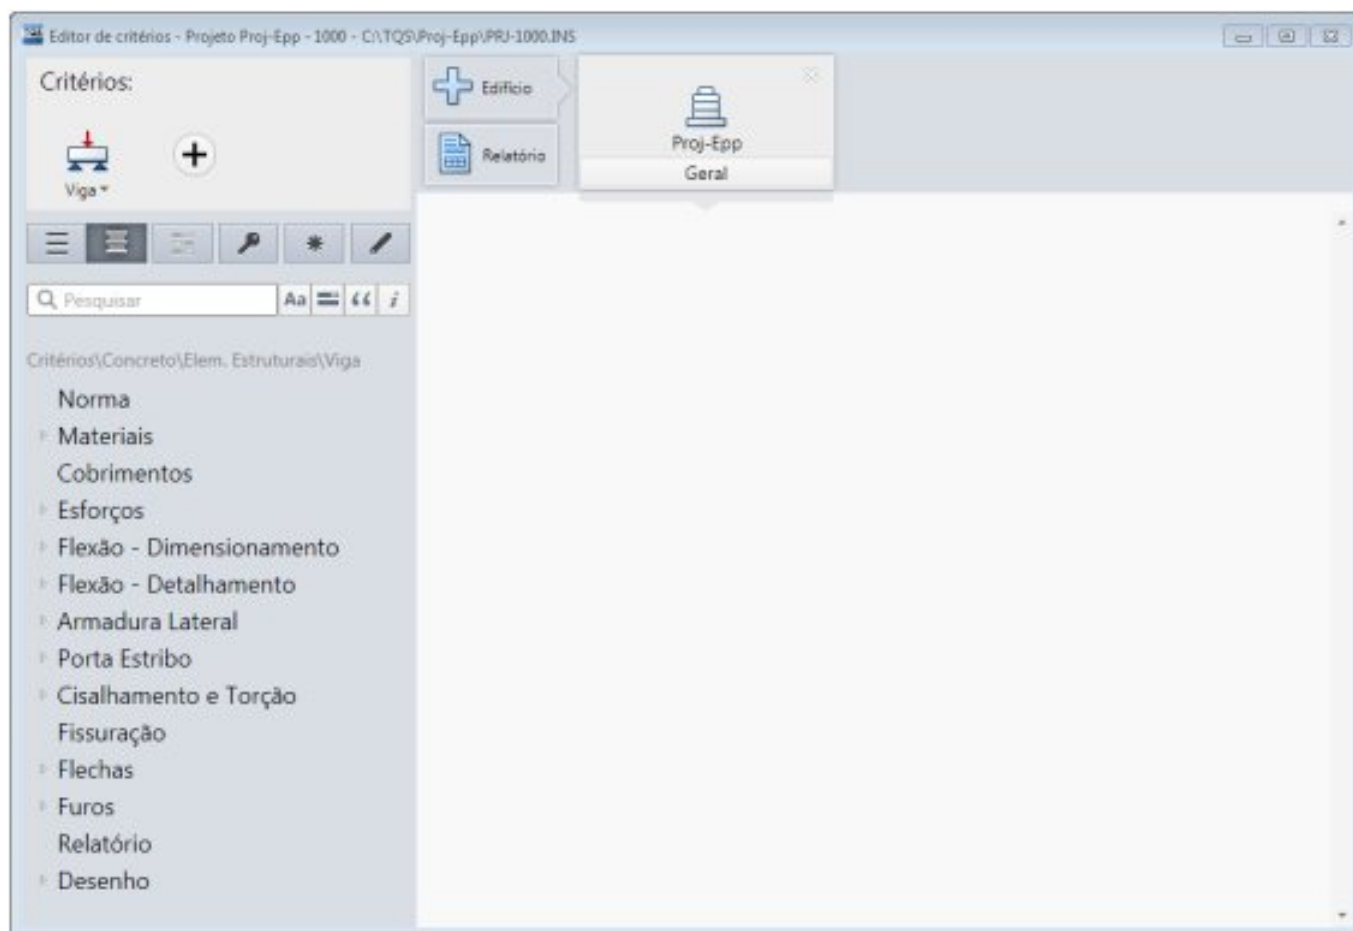 Editor de critérios - Projeto Proj-Epp - 1000 - C:\TQS\Proj-Epp\PRJ-1000.INS
Critérios:
Viga
Edifício
Relatório
Proj-Epp
Geral
Pesquisar
Aa
i
Critérios\Concreto\Elem. Estruturais\Viga
Norma
Materiais
Cobrimentos
Esforços
Flexão - Dimensionamento
Flexão - Detalhamento
Armadura Lateral
Porta Estribo
Cisalhamento e Torção
Fissuração
Flechas
Furos
Relatório
Desenho